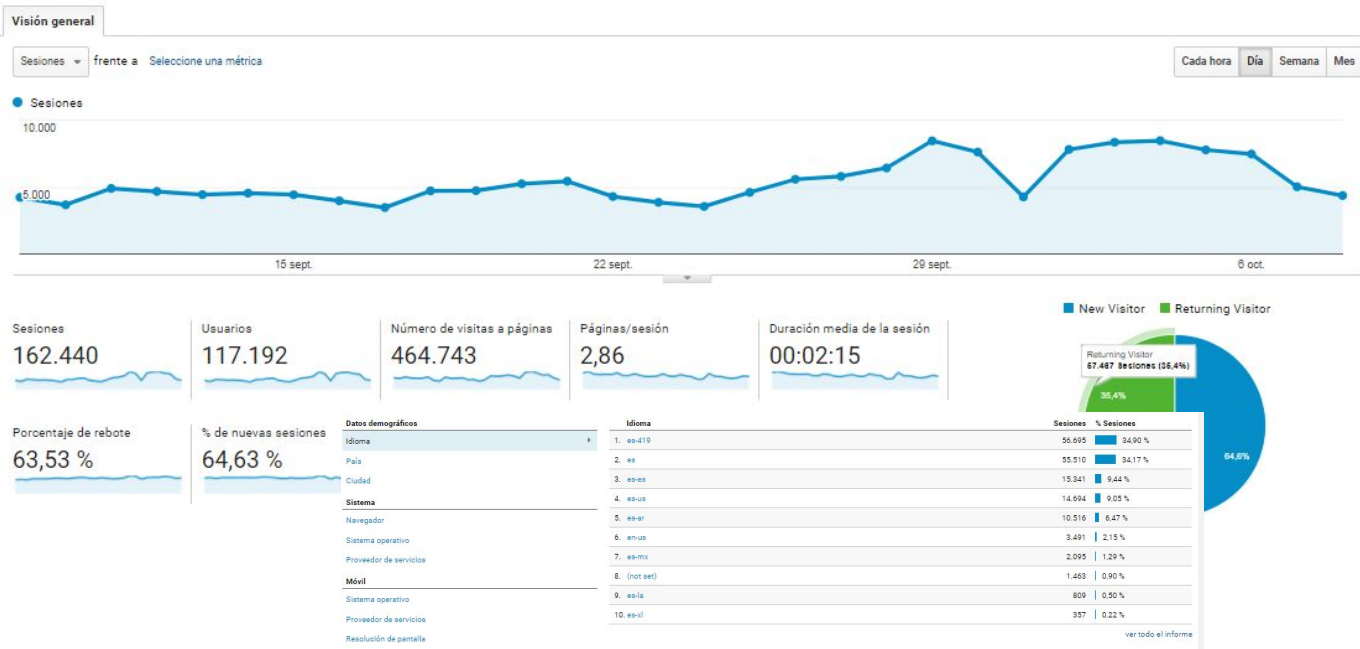 Visión general
Sesiones frente a Seleccione una métrica
Cada hora Día Semana Mes
Sesiones
10.000
5.000
15 sept. 22 sept. 29 sept. 6 oct.
New Visitor Returning Visitor
Sesiones
162.440
Usuarios
117.192
Número de visitas a páginas
464.743
Páginas/sesión
2,86
Duración media de la sesión
00:02:15
Returning Visitor
57.467 Sesiones (35,4%)
35,4%
64,6%
Porcentaje de rebote
63,53 %
% de nuevas sesiones
64,63 %
Datos demográficos
Idioma
País
Ciudad
Sistema
Navegador
Sistema operativo
Proveedor de servicios
Móvil
Sistema operativo
Proveedor de servicios
Resolución de pantalla
Idioma Sesiones % Sesiones
1. es-419 56.695 34,90 %
2. es 55.510 34,17 %
3. es-es 15.341 9,44 %
4. es-us 14.694 9,05 %
5. es-ar 10.516 6,47 %
6. en-us 3.491 2,15 %
7. es-mx 2.095 1,29 %
8. (not set) 1.463 0,90 %
9. es-la 809 0,50 %
10. es-xl 357 0,22 %
ver todo el informe